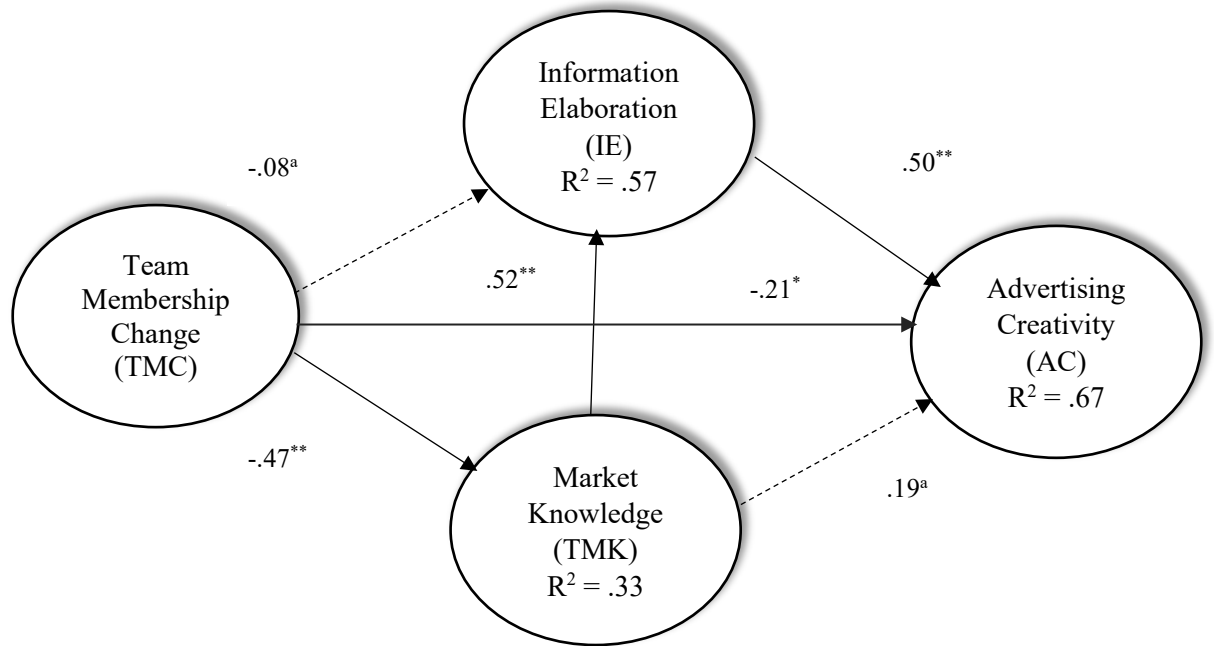 Information
Elaboration
(IE)
R² = .57
-.08ᵃ
.50**
Team
Membership
Change
(TMC)
.52**
-.21*
Advertising
Creativity
(AC)
R² = .67
-.47**
Market
Knowledge
(TMK)
R² = .33
.19ᵃ